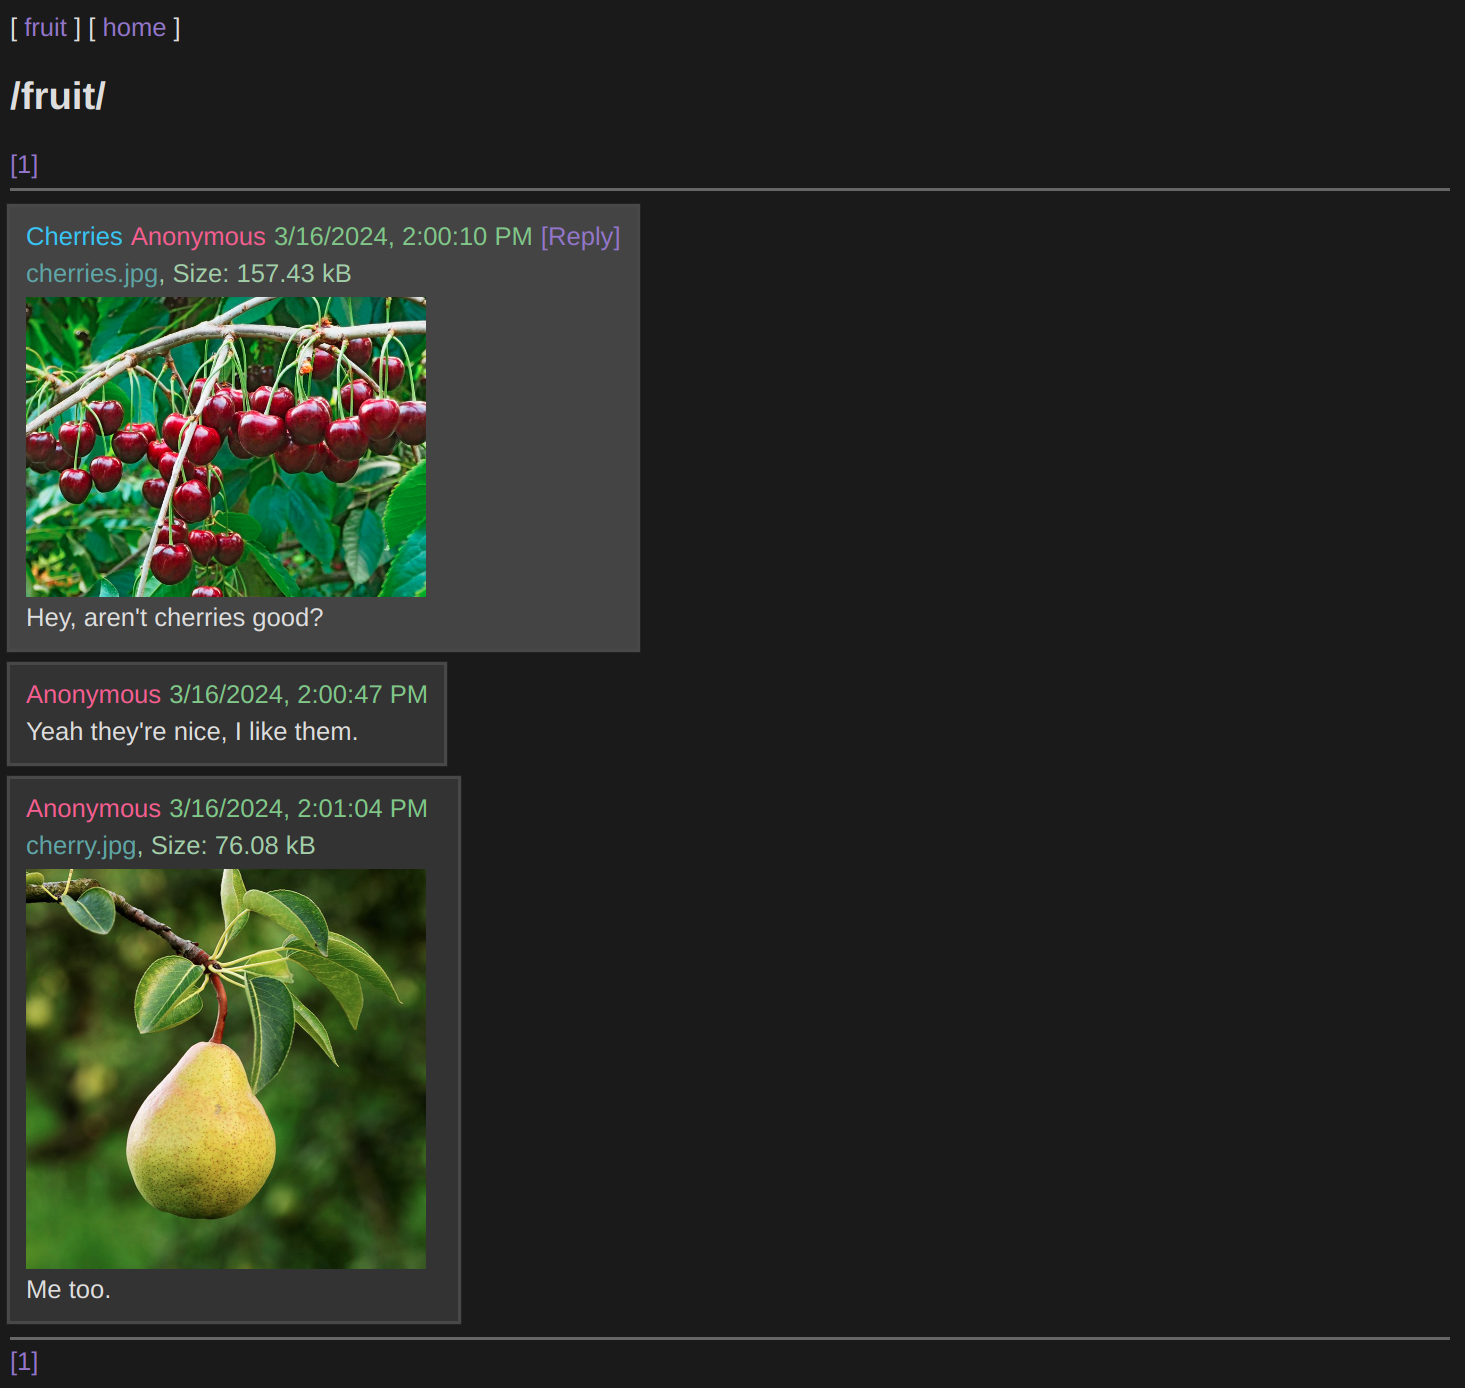 [ fruit ] [ home ]
/fruit/
[1]
Cherries Anonymous 3/16/2024, 2:00:10 PM [Reply]
cherries.jpg, Size: 157.43 kB
Hey, aren't cherries good?
Anonymous 3/16/2024, 2:00:47 PM
Yeah they're nice, I like them.
Anonymous 3/16/2024, 2:01:04 PM
cherry.jpg, Size: 76.08 kB
Me too.
[1]